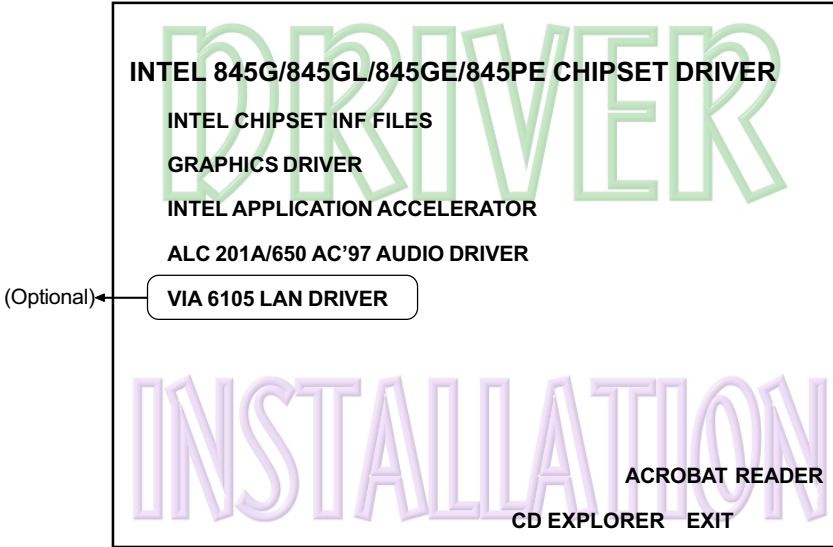 DRIVER
INTEL 845G/845GL/845GE/845PE CHIPSET DRIVER
INTEL CHIPSET INF FILES
GRAPHICS DRIVER
INTEL APPLICATION ACCELERATOR
ALC 201A/650 AC’97 AUDIO DRIVER
(Optional) VIA 6105 LAN DRIVER
INSTALLATION
ACROBAT READER
CD EXPLORER EXIT